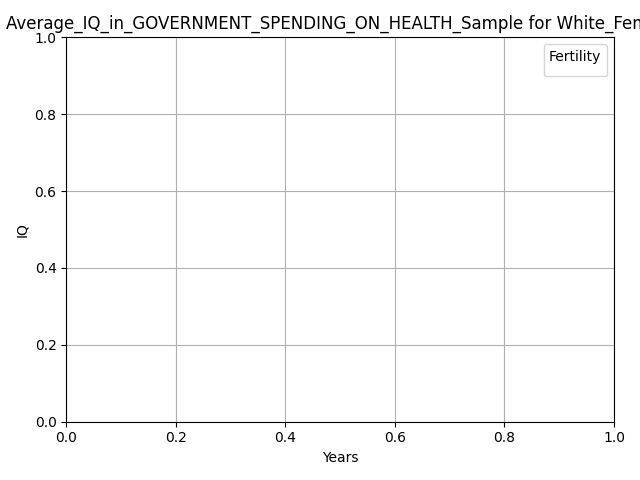 Average_IQ_in_GOVERNMENT_SPENDING_ON_HEALTH_Sample for White_Fen
Fertility
1.0
0.8
0.6
0.4
0.2
0.0
IQ
0.0 0.2 0.4 0.6 0.8 1.0
Years